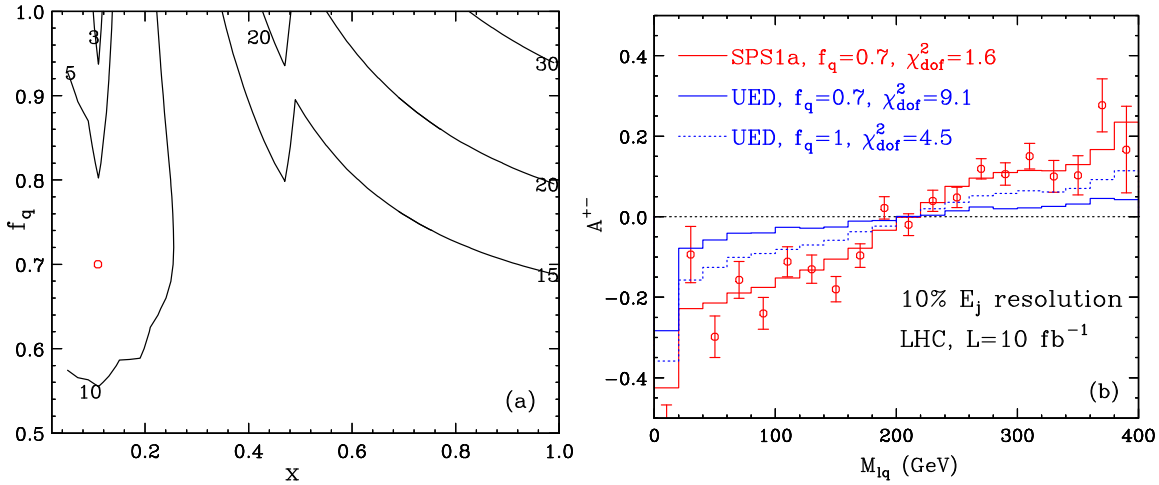 1.0
0.9
0.8
0.7
0.6
0.5
f_q
0.2
0.4
0.6
0.8
1.0
x
3
5
10
20
30
20
15
(a)
0.4
0.2
0.0
−0.2
−0.4
A^{+−}
SPS1a, f_q=0.7, χ²_dof=1.6
UED, f_q=0.7, χ²_dof=9.1
UED, f_q=1, χ²_dof=4.5
10% E_j resolution
LHC, L=10 fb⁻¹
(b)
0
100
200
300
400
M_lq (GeV)